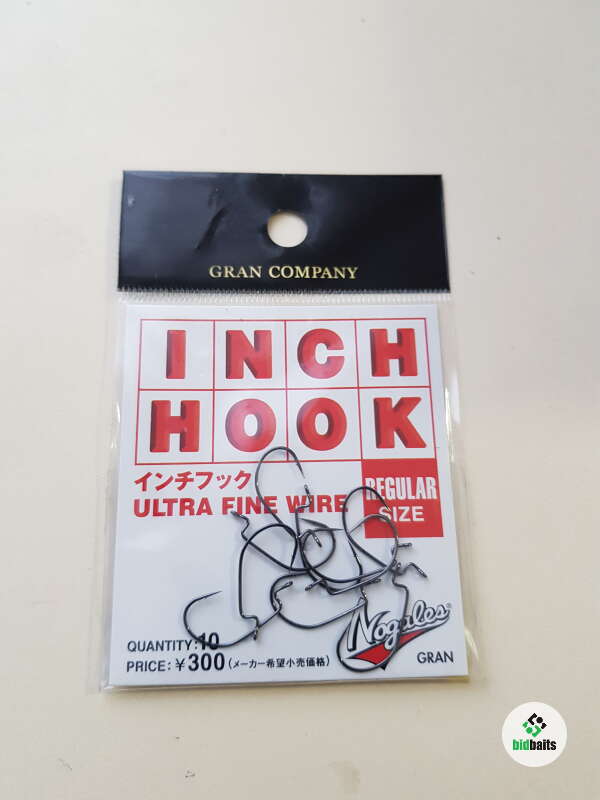 GRAN COMPANY
INCH
HOOK
インチフック
ULTRA FINE WIRE
REGULAR
SIZE
QUANTITY:10
PRICE:¥300(メーカー希望小売価格)
Nogales®
GRAN
bidbaits